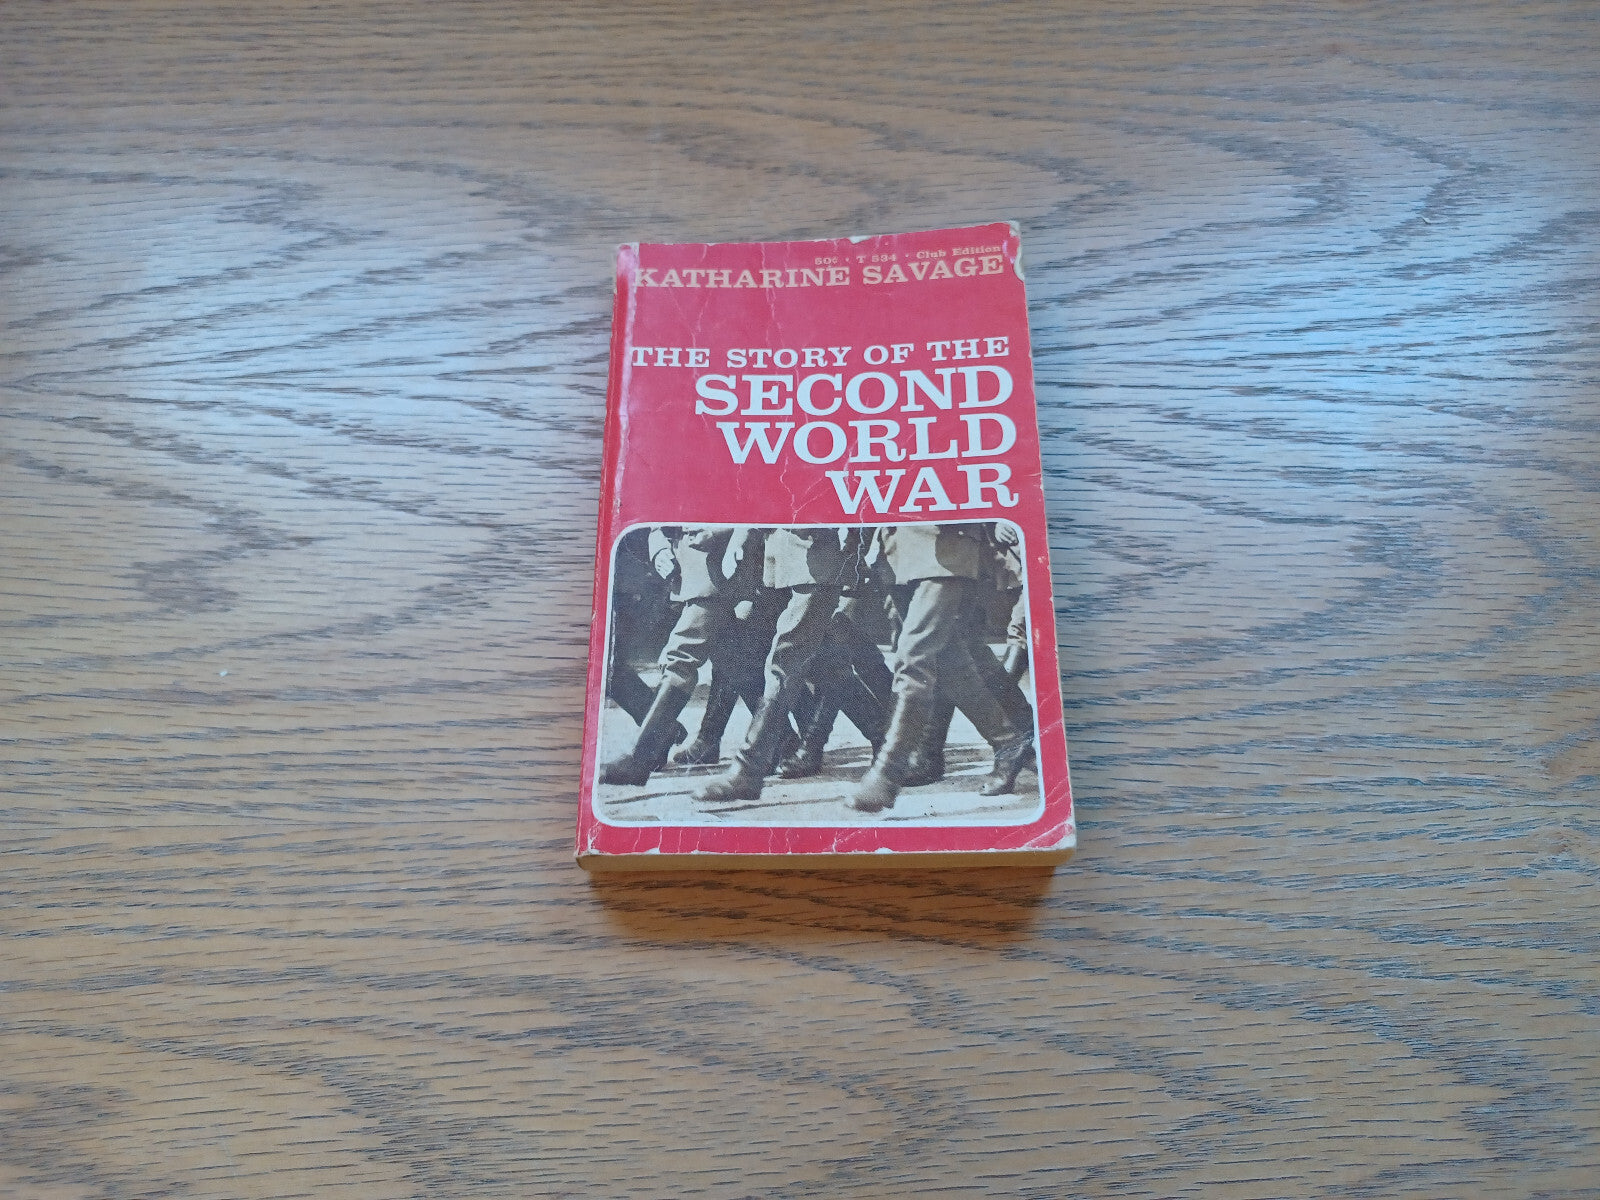 50¢ • T 534 • Club Edition
KATHARINE SAVAGE
THE STORY OF THE
SECOND
WORLD
WAR